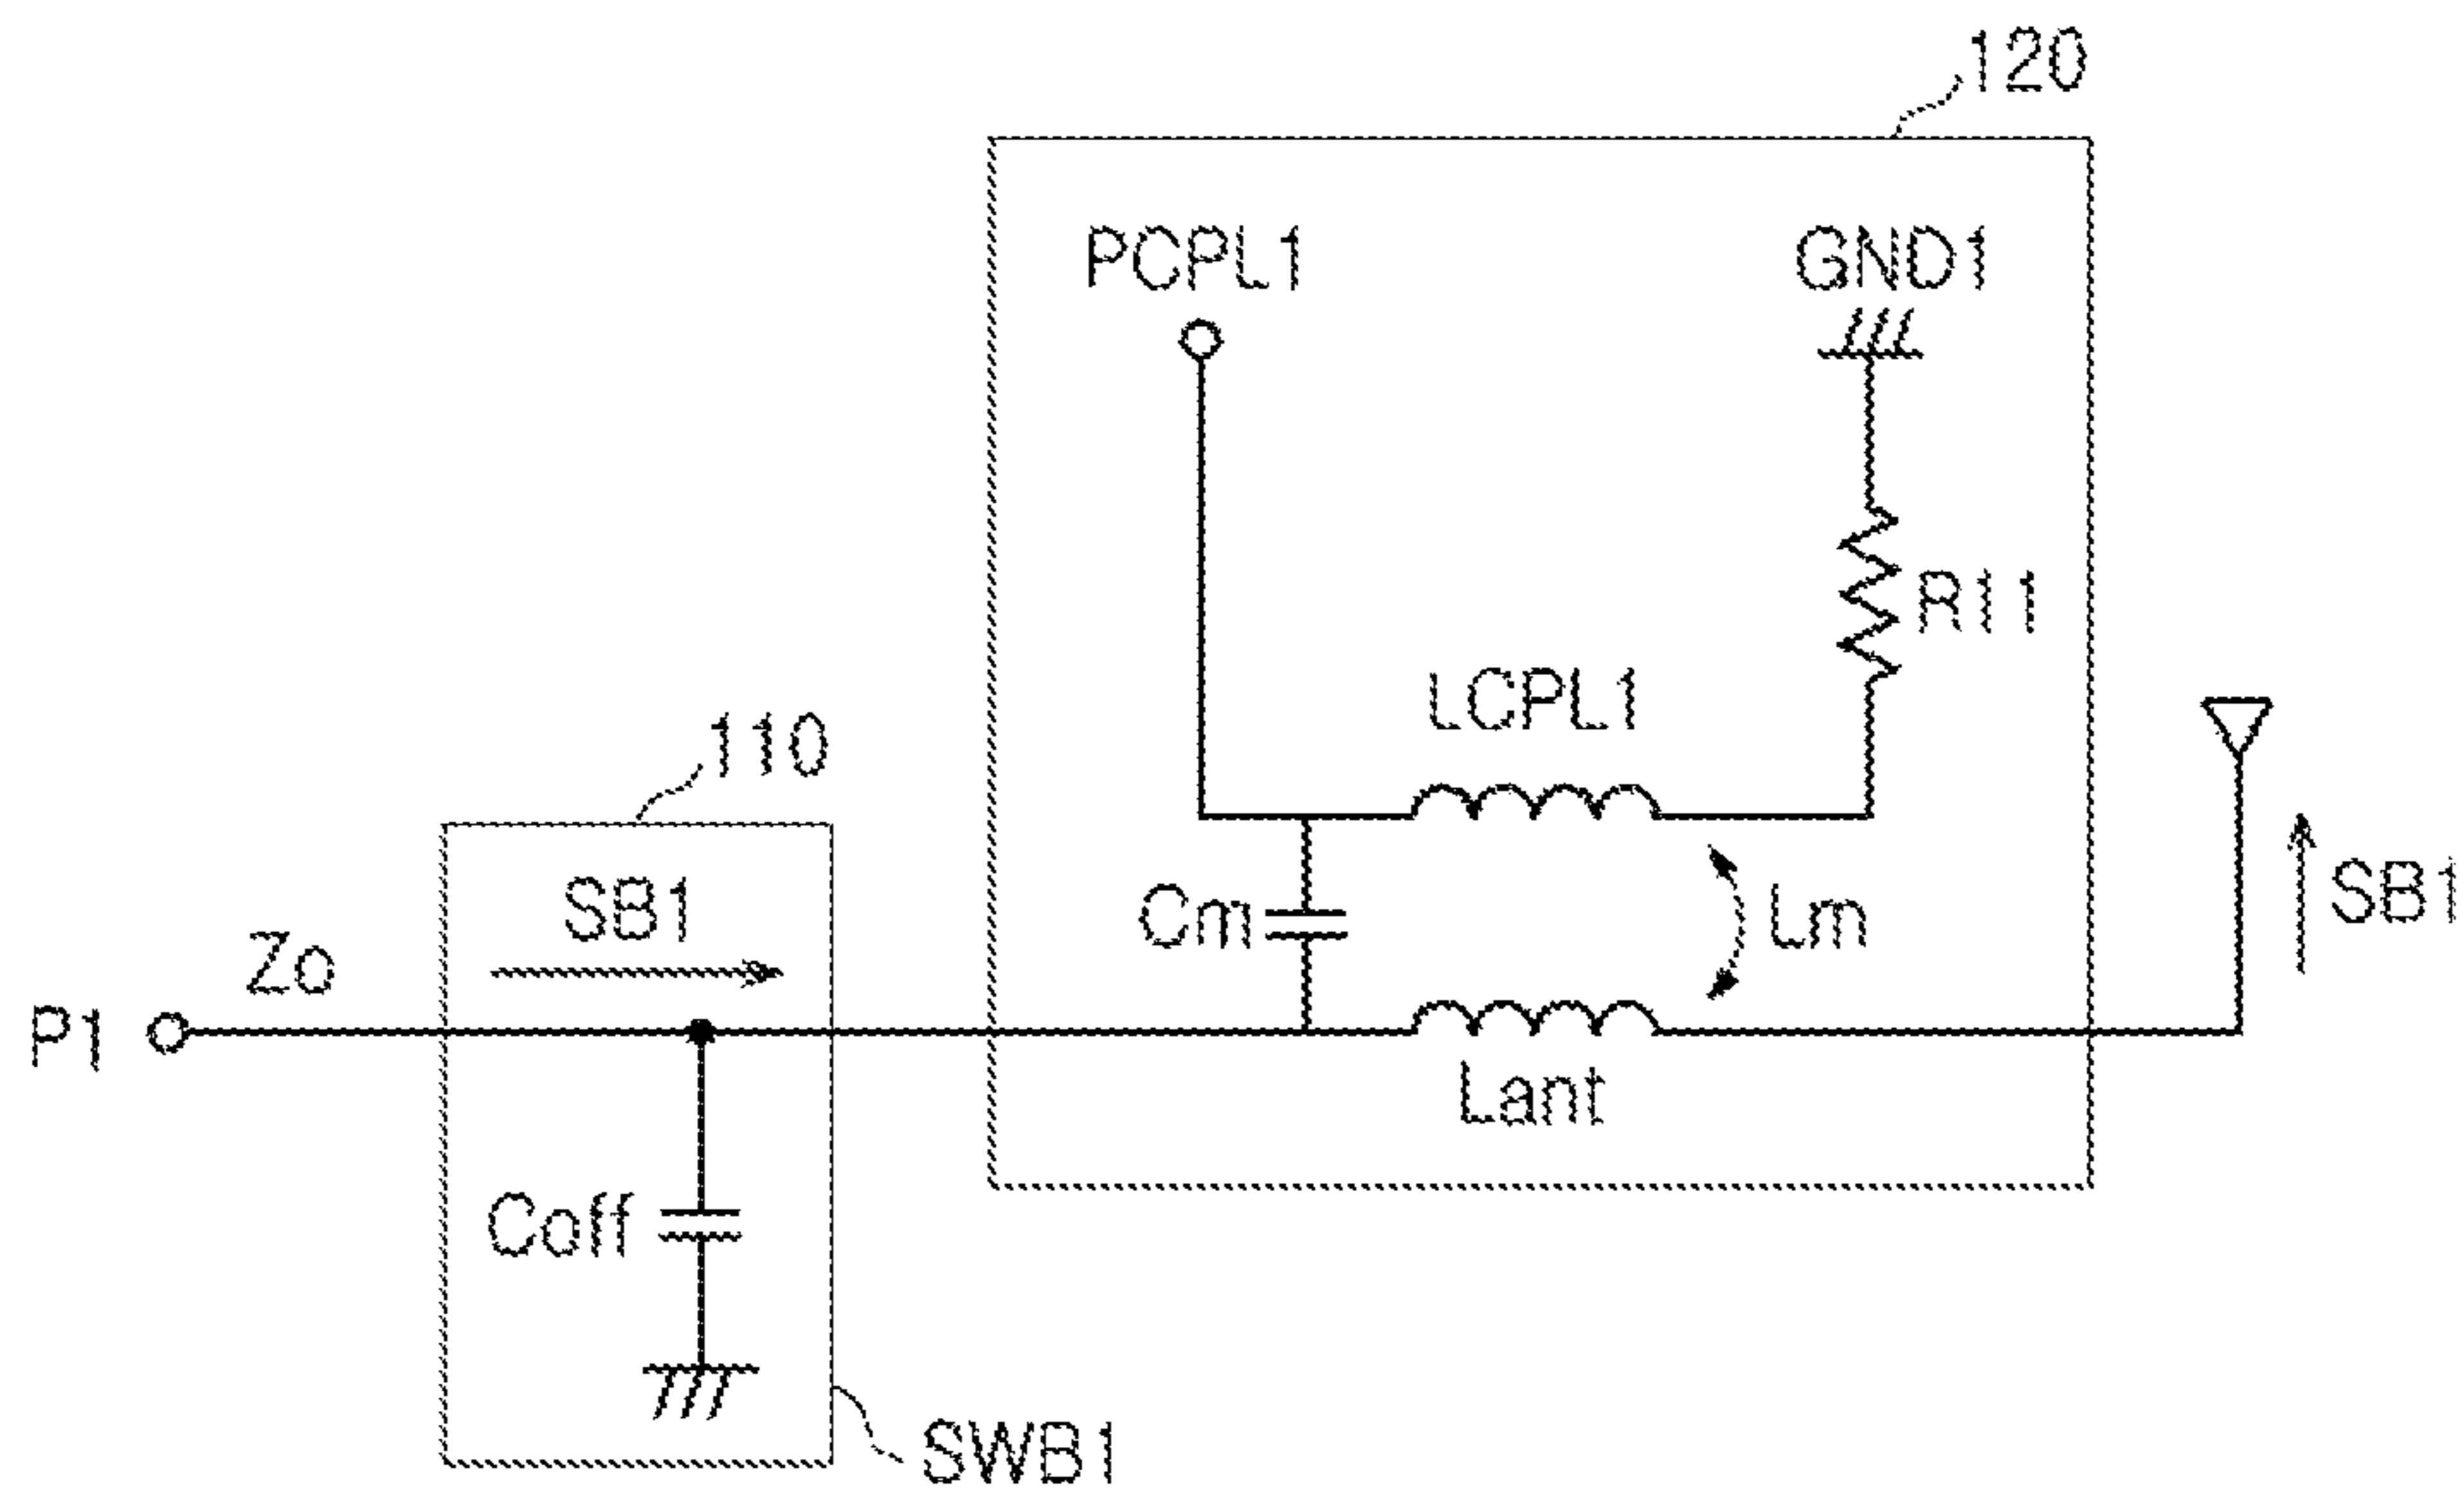 120
PCPL1
GND1
R11
LCPL1
110
SB1
Cm
Lm
SB1
Zo
P1
Lant
Coff
SWB1